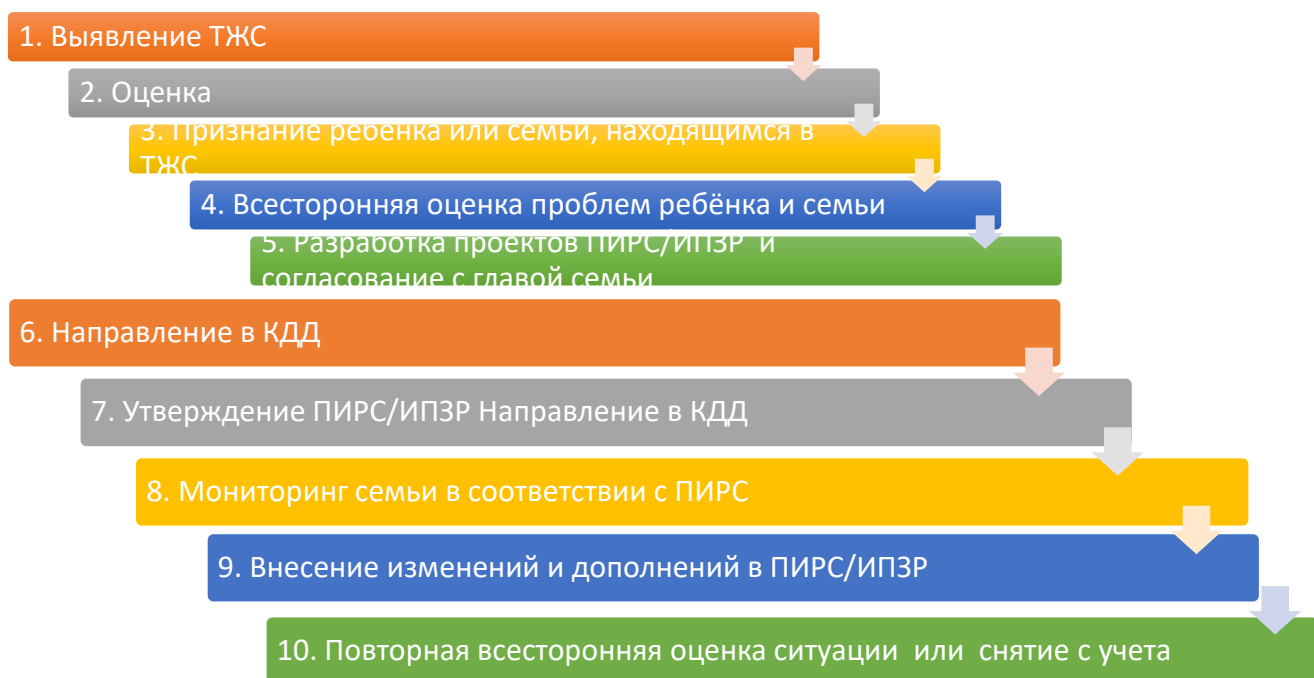 1. Выявление ТЖС
2. Оценка
3. Признание ребенка или семьи, находящимся в
ТЖС
4. Всесторонняя оценка проблем ребёнка и семьи
5. Разработка проектов ПИРС/ИПЗР и
согласование с главой семьи
6. Направление в КДД
7. Утверждение ПИРС/ИПЗР Направление в КДД
8. Мониторинг семьи в соответствии с ПИРС
9. Внесение изменений и дополнений в ПИРС/ИПЗР
10. Повторная всесторонняя оценка ситуации или снятие с учета